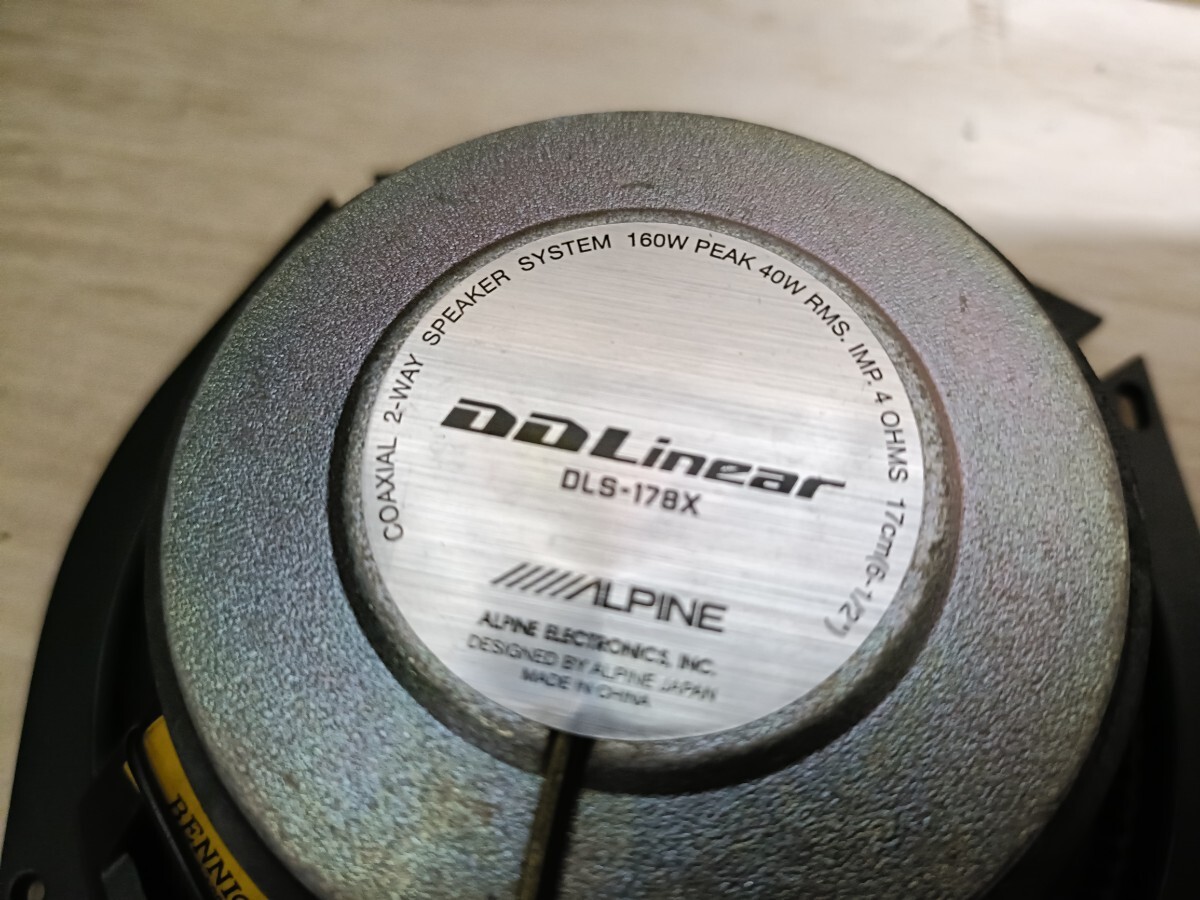 COAXIAL 2-WAY SPEAKER SYSTEM 160W PEAK 40W RMS. IMP. 4 OHMS 17cm(6-1/2")
DDLinear
DLS-178X
ALPINE
ALPINE ELECTRONICS, INC.
DESIGNED BY ALPINE JAPAN
MADE IN CHINA
BENNIC